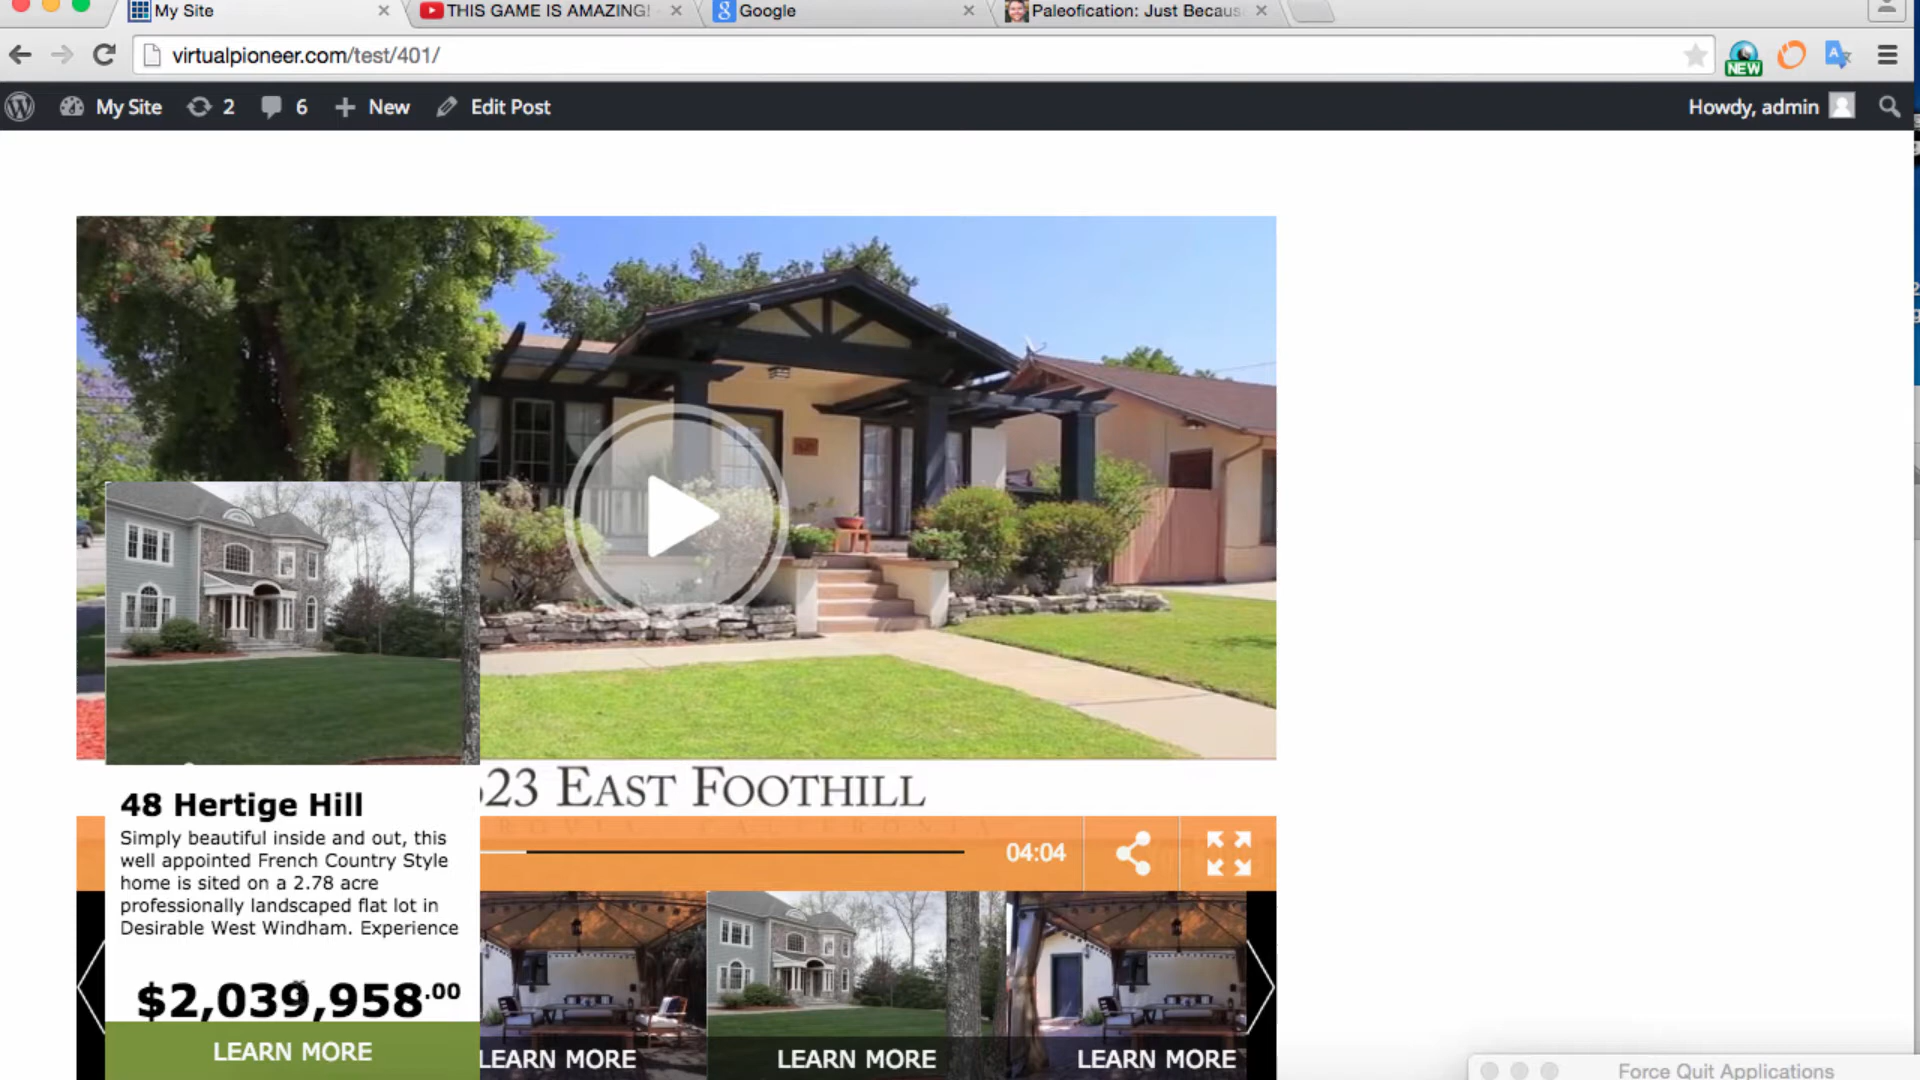 My Site
THIS GAME IS AMAZING!
Google
Paleofication: Just Becaus
virtualpioneer.com/test/401/
NEW
My Site 2 6 New Edit Post
Howdy, admin
48 Hertige Hill
Simply beautiful inside and out, this
well appointed French Country Style
home is sited on a 2.78 acre
professionally landscaped flat lot in
Desirable West Windham. Experience
$2,039,958.00
LEARN MORE
23 EAST FOOTHILL
04:04
LEARN MORE
LEARN MORE
LEARN MORE
Force Quit Applications